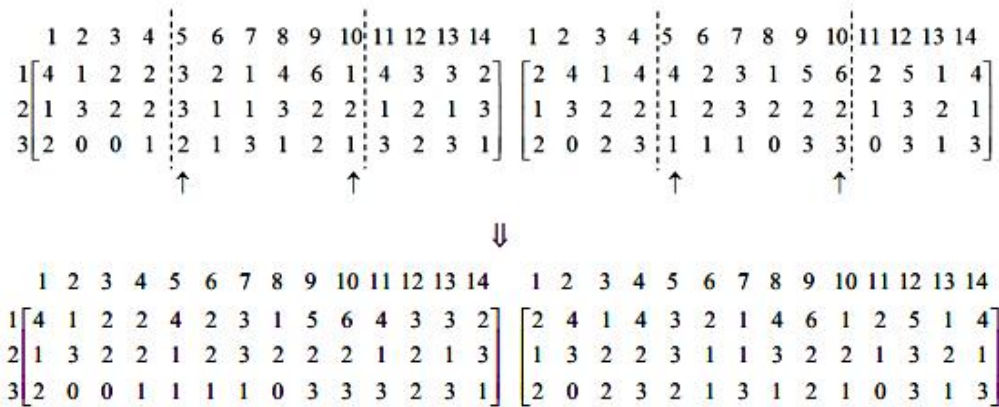 1 2 3 4 5 6 7 8 9 10 11 12 13 14 1 2 3 4 5 6 7 8 9 10 11 12 13 14
1 4 1 2 2 3 2 1 4 6 1 4 3 3 2 2 4 1 4 4 2 3 1 5 6 2 5 1 4
2 1 3 2 2 3 1 1 3 2 2 1 2 1 3 1 3 2 2 1 2 3 2 2 2 1 3 2 1
3 2 0 0 1 2 1 3 1 2 1 3 2 3 1 2 0 2 3 1 1 1 0 3 3 0 3 1 3
↑ ↑ ↑ ↑
⇓
1 2 3 4 5 6 7 8 9 10 11 12 13 14 1 2 3 4 5 6 7 8 9 10 11 12 13 14
1 4 1 2 2 4 2 3 1 5 6 4 3 3 2 2 4 1 4 3 2 1 4 6 1 2 5 1 4
2 1 3 2 2 1 2 3 2 2 2 1 2 1 3 1 3 2 2 3 1 1 3 2 2 1 3 2 1
3 2 0 0 1 1 1 1 0 3 3 3 2 3 1 2 0 2 3 2 1 3 1 2 1 0 3 1 3